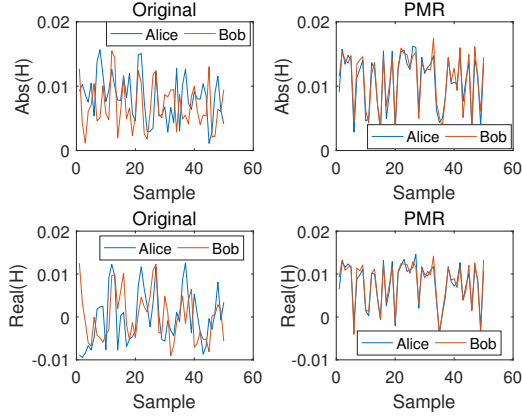 Original
Abs(H)
0.02
0.01
0
Alice Bob
0 20 40 60
Sample
PMR
Abs(H)
0.02
0.01
0
Alice Bob
0 20 40 60
Sample
Original
Real(H)
0.02
0.01
0
-0.01
Alice Bob
0 20 40 60
Sample
PMR
Real(H)
0.02
0.01
0
-0.01
Alice Bob
0 20 40 60
Sample